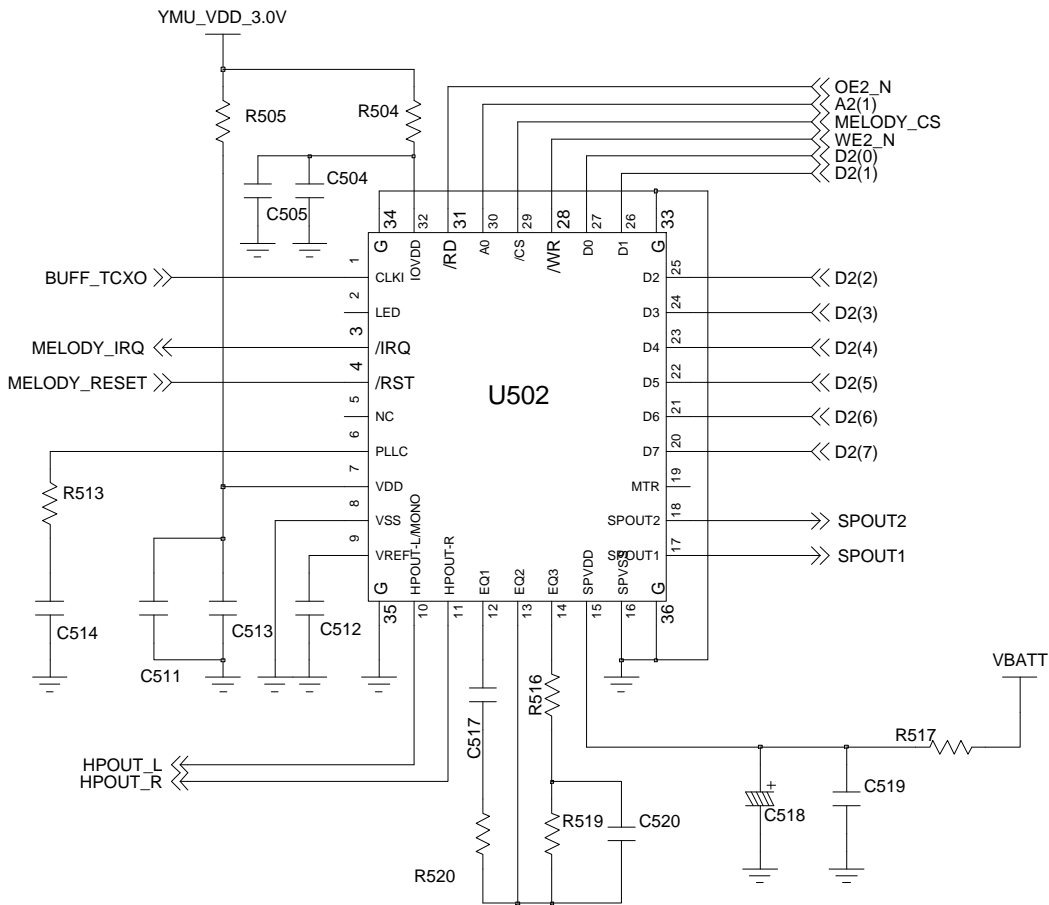 YMU_VDD_3.0V
R505
R504
C504
C505
OE2_N
A2(1)
MELODY_CS
WE2_N
D2(0)
D2(1)
34
32
31
30
29
28
27
26
33
G
IOVDD
/RD
A0
/CS
/WR
D0
D1
G
BUFF_TCXO
1
CLKI
D2
25
D2(2)
2
LED
D3
24
D2(3)
MELODY_IRQ
3
/IRQ
D4
23
D2(4)
MELODY_RESET
4
/RST
U502
D5
22
D2(5)
5
NC
D6
21
D2(6)
6
PLLC
D7
20
D2(7)
R513
7
VDD
MTR
19
8
VSS
SPOUT2
18
SPOUT2
9
VREF
SPOUT1
17
SPOUT1
G
HPOUT-L/MONO
HPOUT-R
EQ1
EQ2
EQ3
SPVDD
SPVSS
G
35
10
11
12
13
14
15
16
36
C514
C511
C513
C512
VBATT
R516
C517
R517
HPOUT_L
HPOUT_R
+
C518
C519
R519
C520
R520